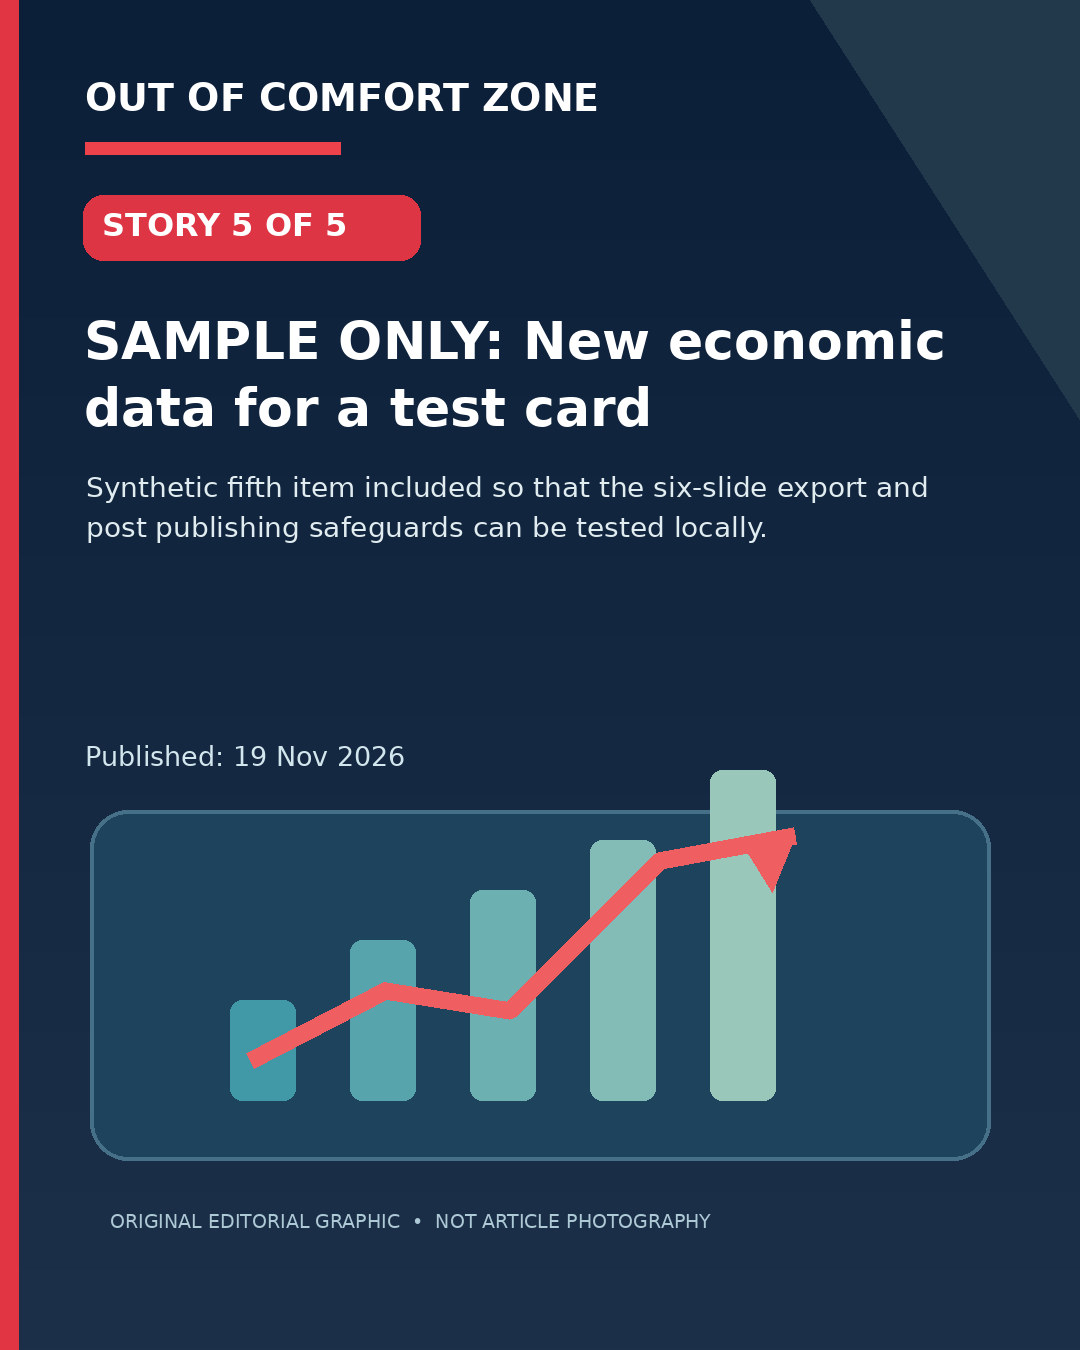 OUT OF COMFORT ZONE
STORY 5 OF 5
SAMPLE ONLY: New economic
data for a test card
Synthetic fifth item included so that the six-slide export and
post publishing safeguards can be tested locally.
Published: 19 Nov 2026
ORIGINAL EDITORIAL GRAPHIC • NOT ARTICLE PHOTOGRAPHY